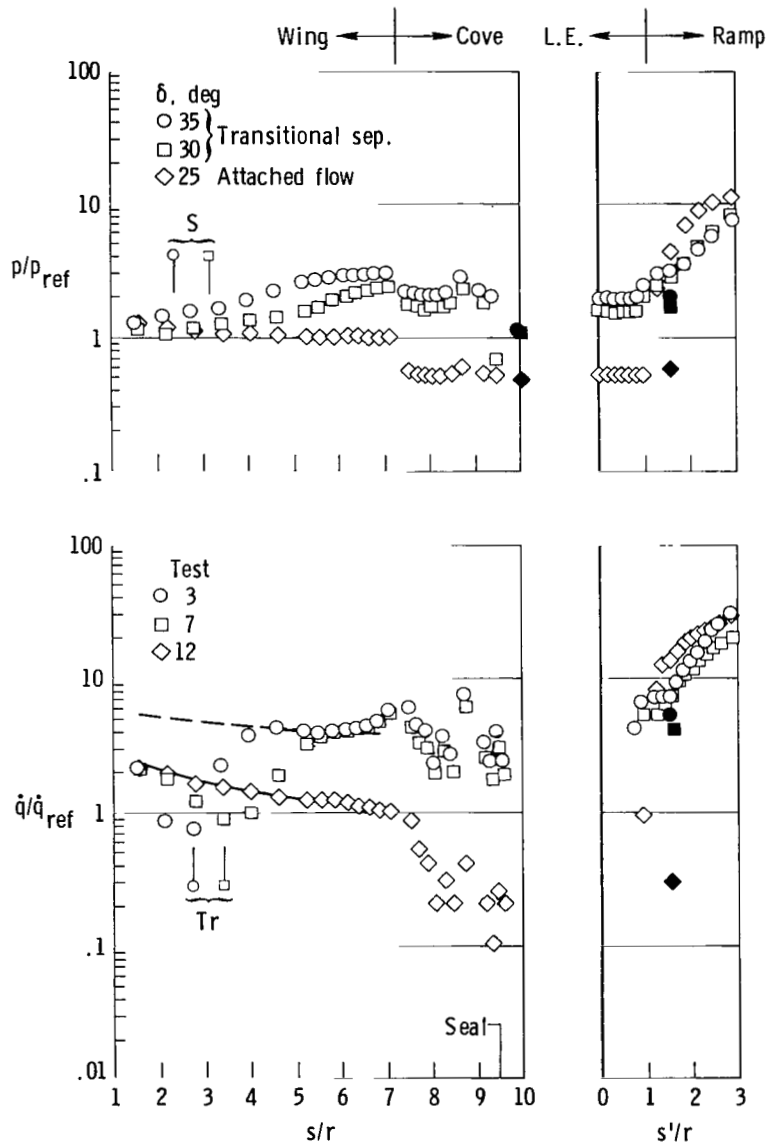 Wing Cove L.E. Ramp
100
δ, deg
35
30
Transitional sep.
25 Attached flow
10
S
p/p_ref
1
.1
100
Test
3
7
12
10
q̇/q̇_ref
1
Tr
.1
Seal
.01
1 2 3 4 5 6 7 8 9 10 0 1 2 3
s/r s'/r